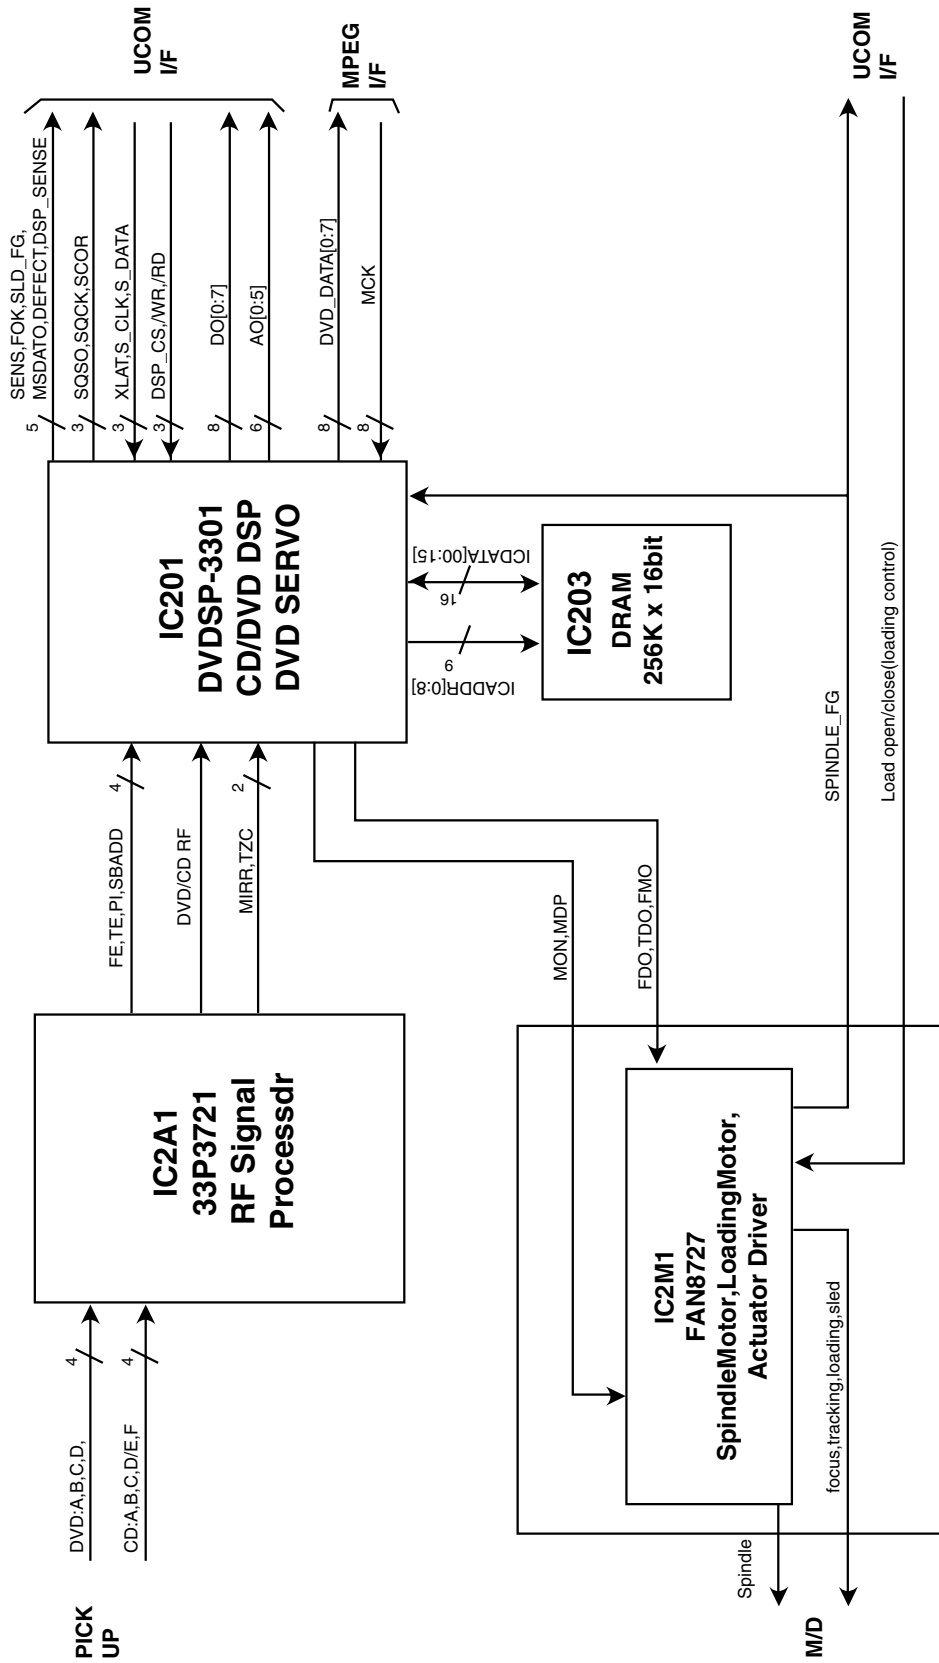 PICK
UP
DVD:A,B,C,D,
4
CD:A,B,C,D/E,F
4
IC2A1
33P3721
RF Signal
Processdr
FE,TE,PI,SBADD
4
DVD/CD RF
MIRR,TZC
2
IC201
DVDSP-3301
CD/DVD DSP
DVD SERVO
SENS,FOK,SLD_FG,
MSDATO,DEFECT,DSP_SENSE
5
SQSO,SQCK,SCOR
3
XLAT,S_CLK,S_DATA
3
DSP_CS,/WR,/RD
3
DO[0:7]
8
AO[0:5]
6
UCOM
I/F
DVD_DATA[0:7]
8
MCK
8
MPEG
I/F
ICADDR[0:8]
9
ICDATA[00:15]
16
IC203
DRAM
256K x 16bit
MON,MDP
FDO,TDO,FMO
IC2M1
FAN8727
SpindleMotor,LoadingMotor,
Actuator Driver
Spindle
focus,tracking,loading,sled
M/D
SPINDLE_FG
Load open/close(loading control)
UCOM
I/F